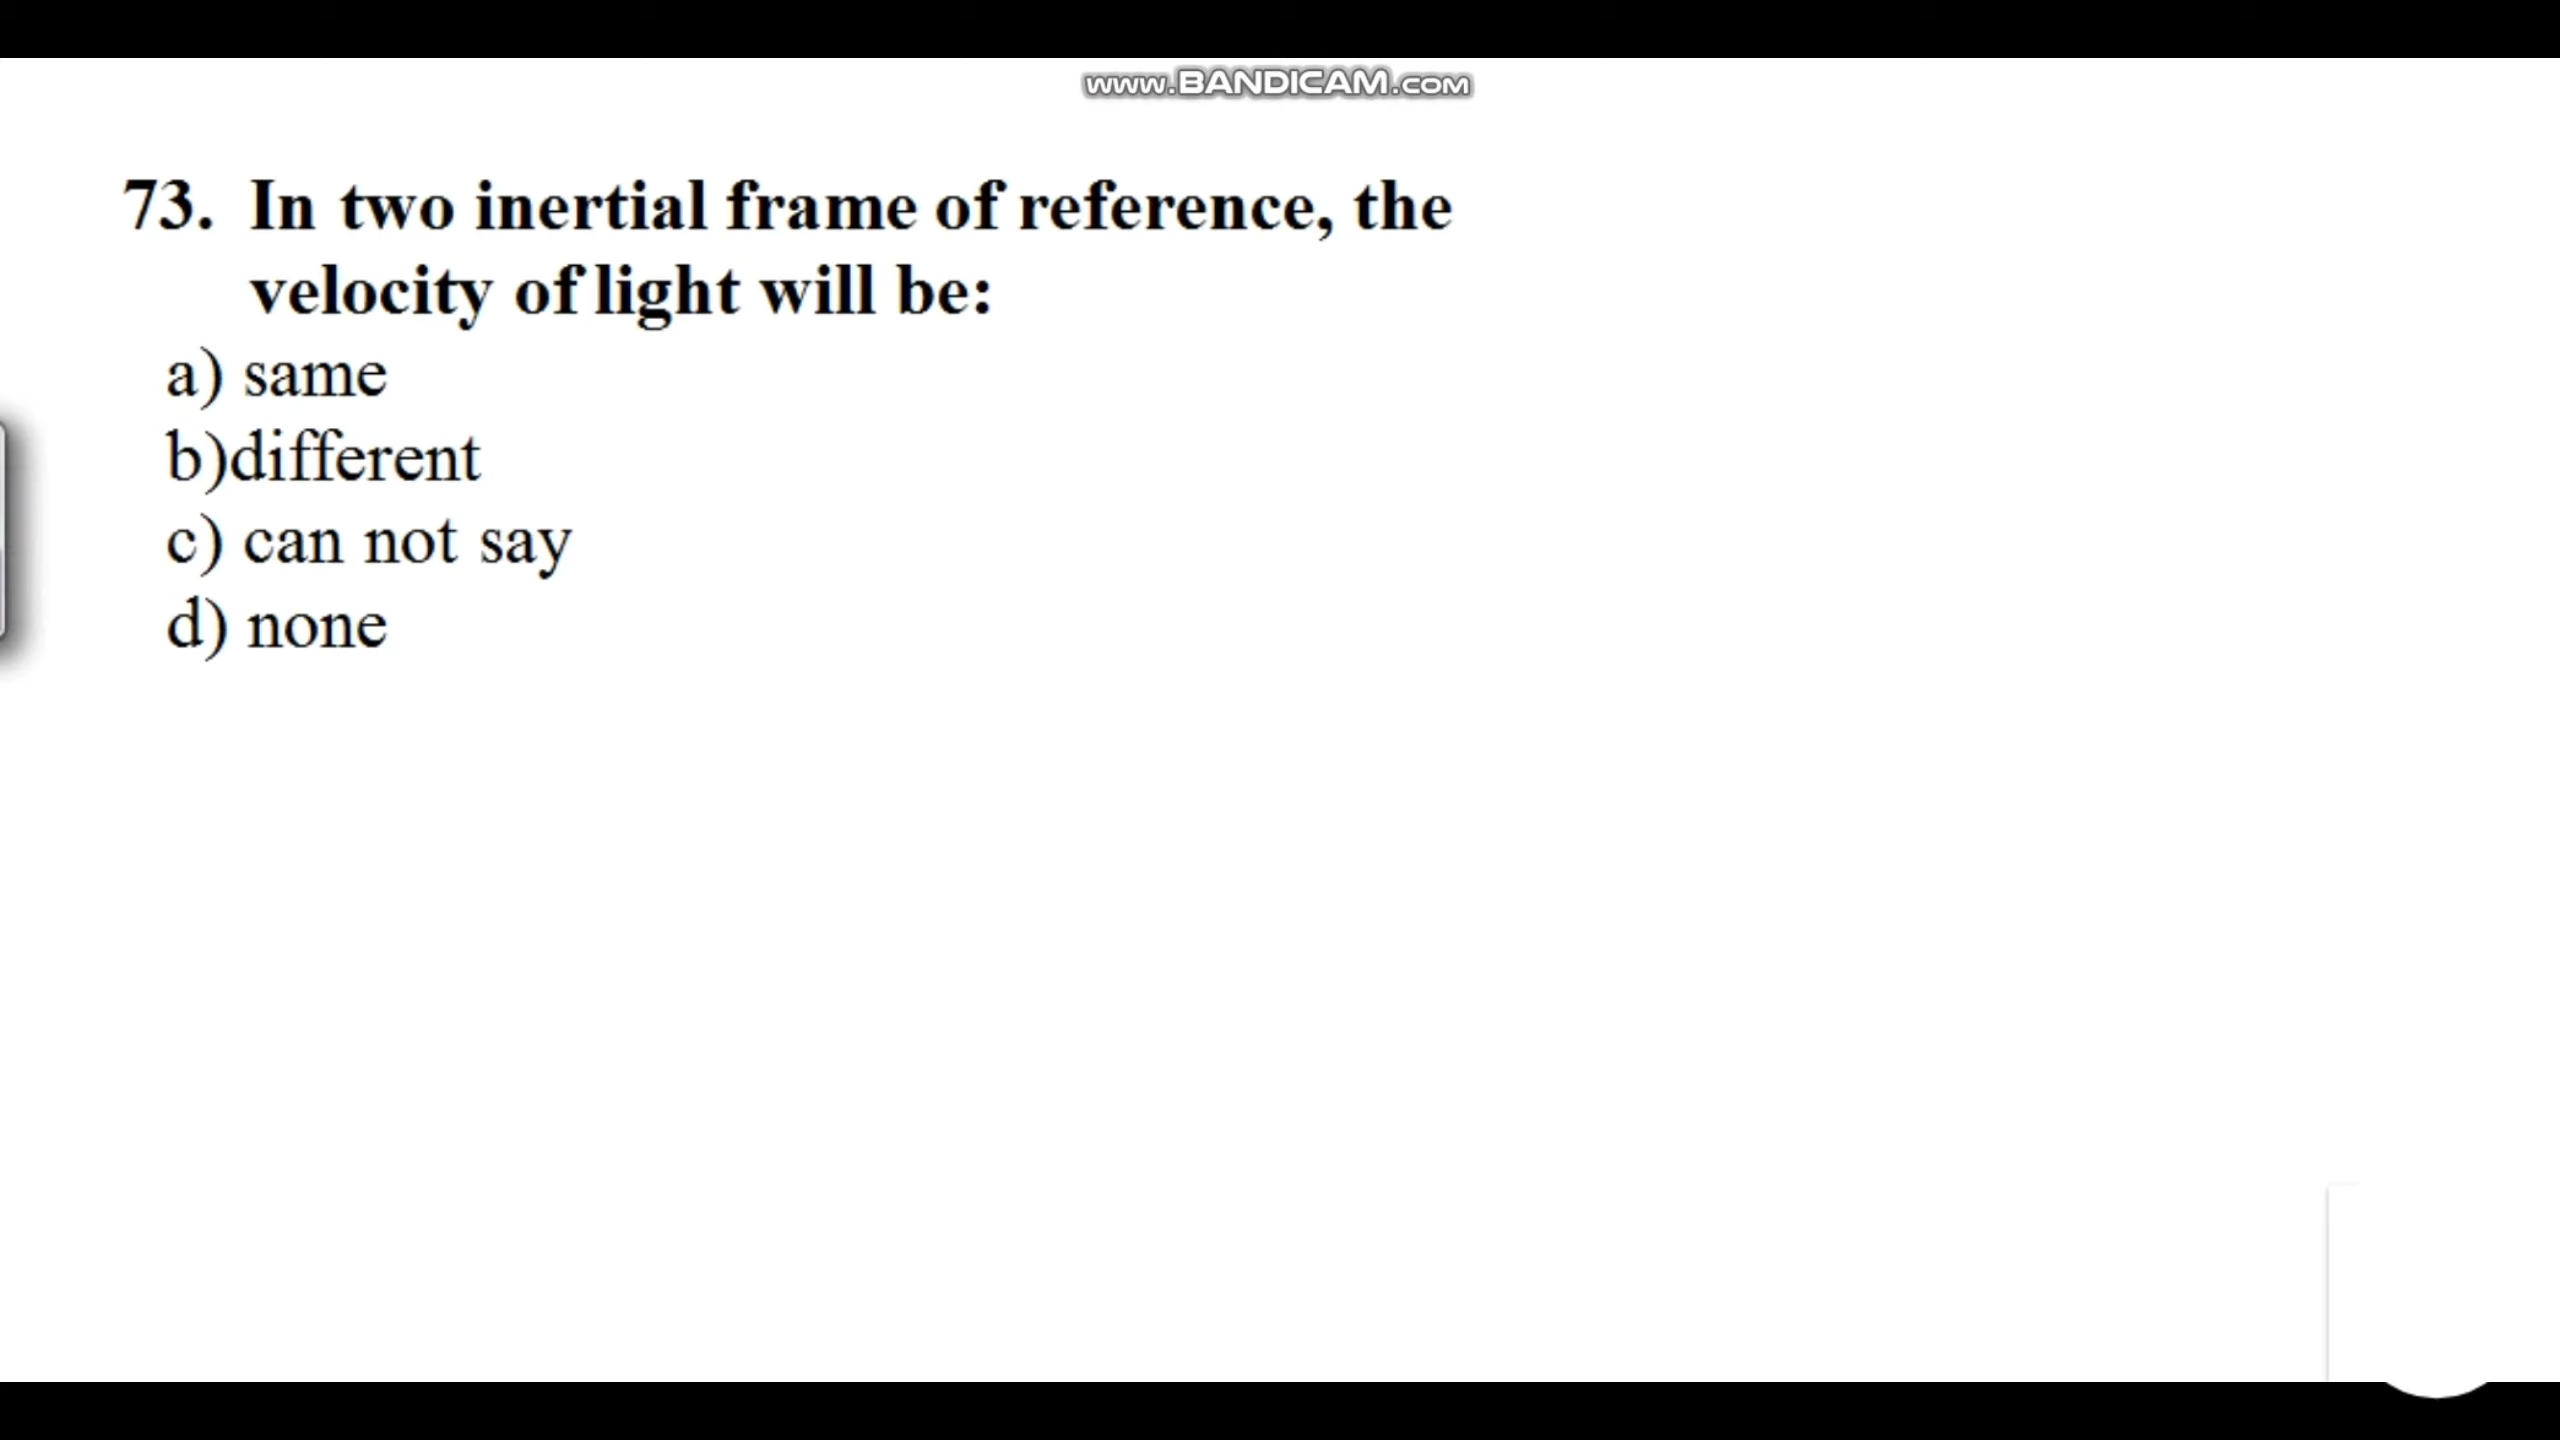 www.BANDICAM.COM
73. In two inertial frame of reference, the
velocity of light will be:
a) same
b)different
c) can not say
d) none